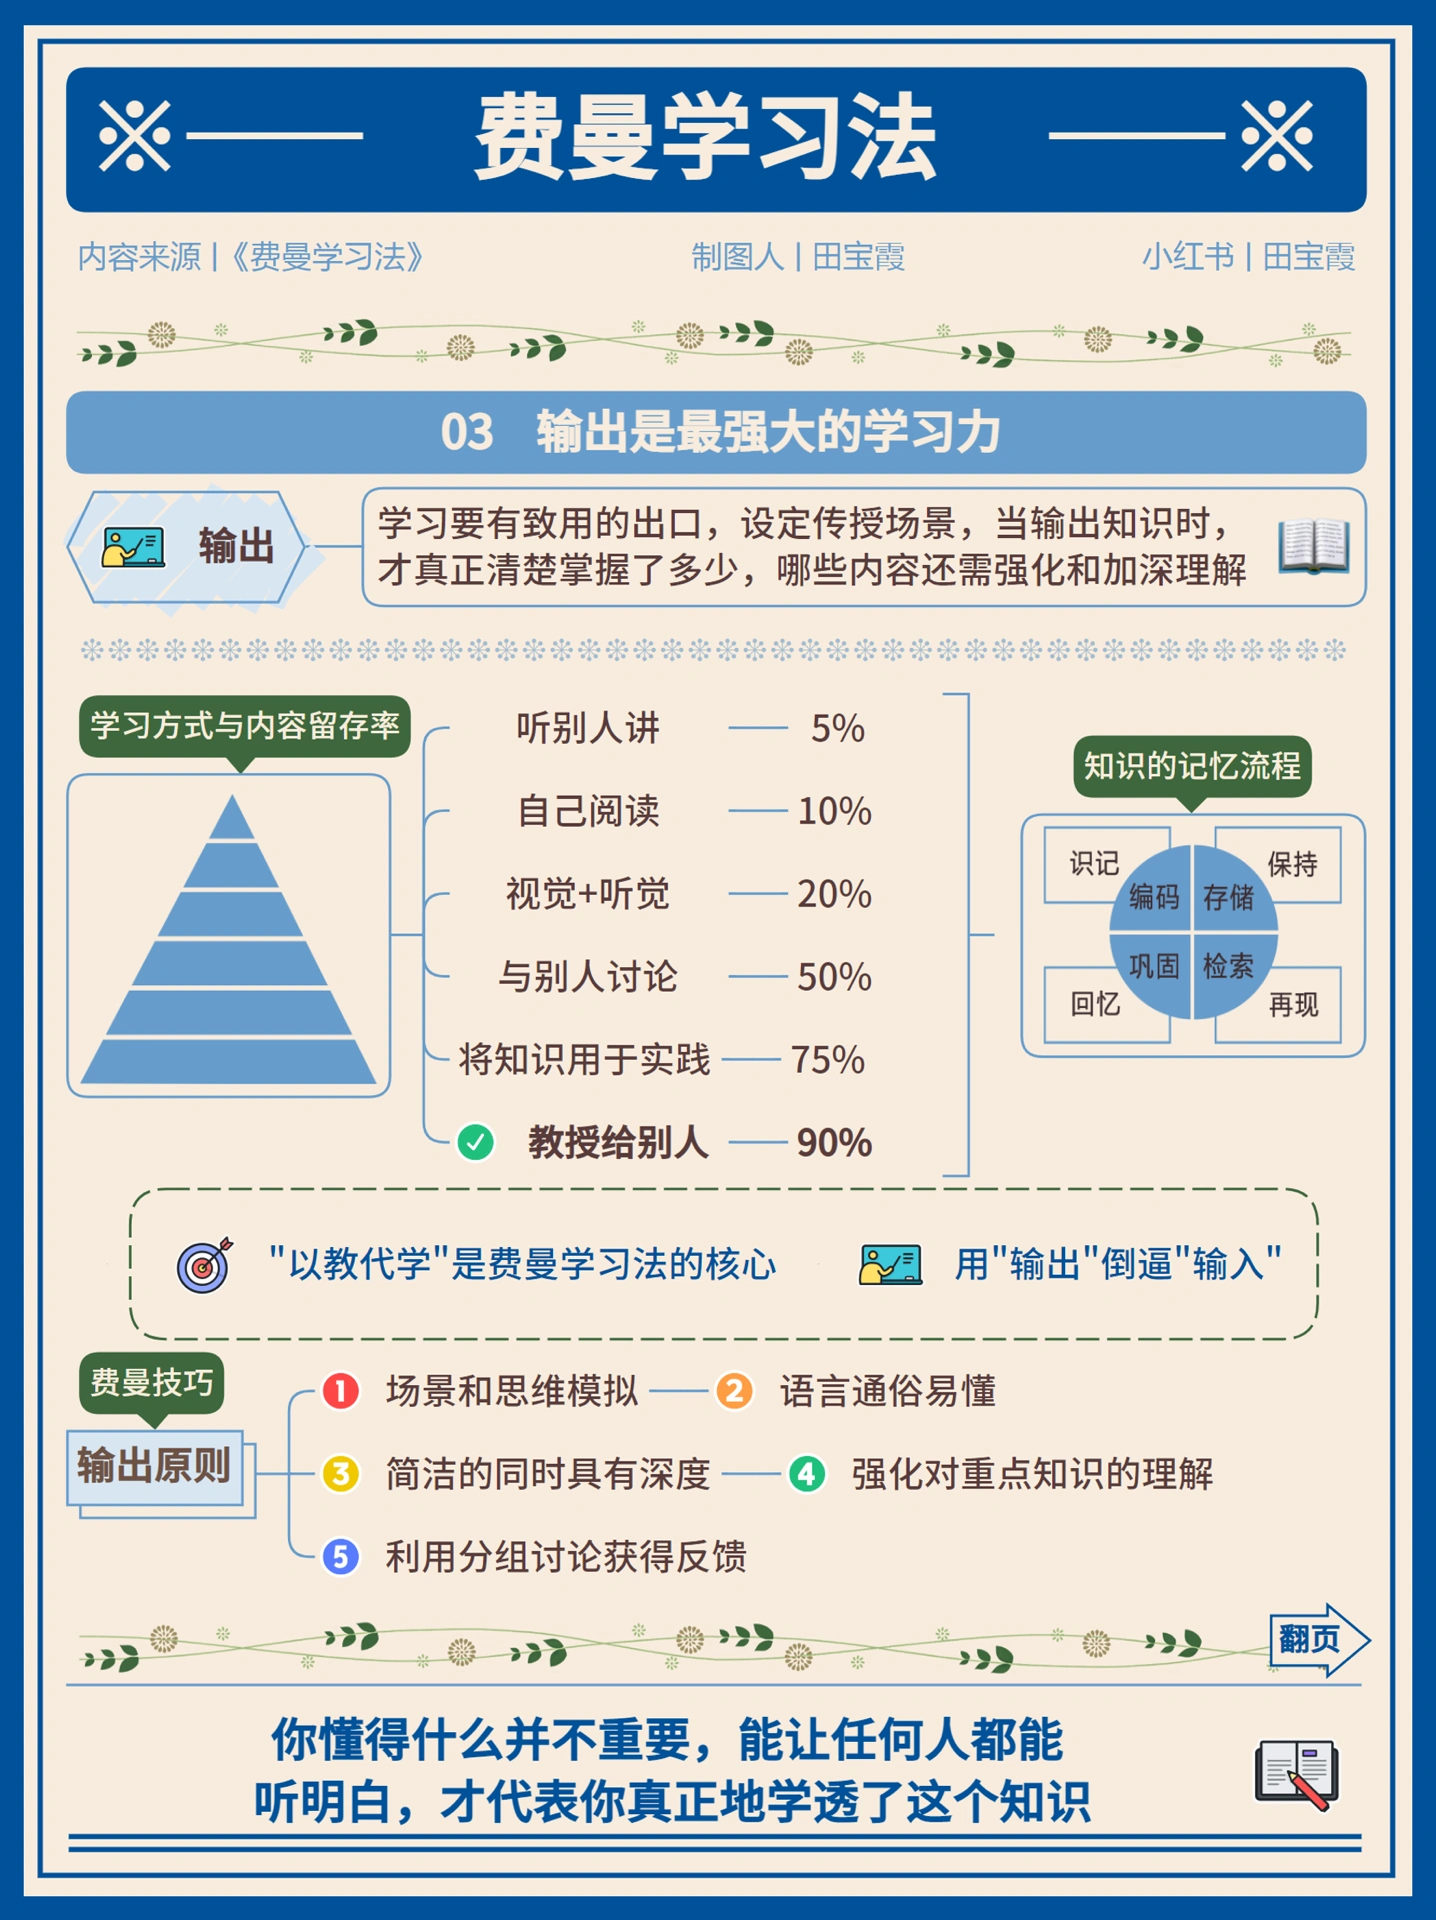 ※——　费曼学习法　——※
内容来源 |《费曼学习法》　制图人 | 田宝霞　小红书 | 田宝霞
03 输出是最强大的学习力
输出
学习要有致用的出口，设定传授场景，当输出知识时，
才真正清楚掌握了多少，哪些内容还需强化和加深理解
学习方式与内容留存率
听别人讲 —— 5%
自己阅读 —— 10%
视觉+听觉 —— 20%
与别人讨论 —— 50%
将知识用于实践 —— 75%
教授给别人 —— 90%
知识的记忆流程
识记
保持
编码 存储
巩固 检索
回忆
再现
"以教代学"是费曼学习法的核心
用"输出"倒逼"输入"
费曼技巧
输出原则
1 场景和思维模拟 —— 2 语言通俗易懂
3 简洁的同时具有深度 —— 4 强化对重点知识的理解
5 利用分组讨论获得反馈
翻页
你懂得什么并不重要，能让任何人都能
听明白，才代表你真正地学透了这个知识